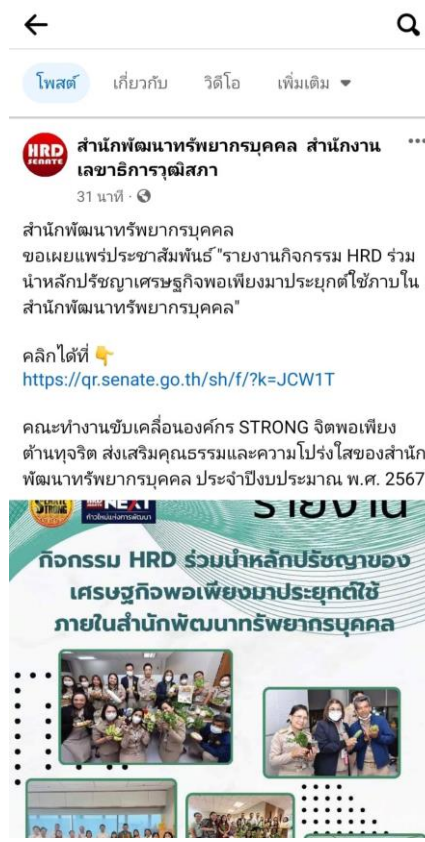 โพสต์ เกี่ยวกับ วิดีโอ เพิ่มเติม
HRD
SENATE
สำนักพัฒนาทรัพยากรบุคคล สำนักงาน
เลขาธิการวุฒิสภา
31 นาที ·
สำนักพัฒนาทรัพยากรบุคคล
ขอเผยแพร่ประชาสัมพันธ์ "รายงานกิจกรรม HRD ร่วม
นำหลักปรัชญาเศรษฐกิจพอเพียงมาประยุกต์ใช้ภาบใน
สำนักพัฒนาทรัพยากรบุคคล"
คลิกได้ที่ 👇
https://qr.senate.go.th/sh/f/?k=JCW1T
คณะทำงานขับเคลื่อนองค์กร STRONG จิตพอเพียง
ต้านทุจริต ส่งเสริมคุณธรรมและความโปร่งใสของสำนัก
พัฒนาทรัพยากรบุคคล ประจำปีงบประมาณ พ.ศ. 2567
STRONG
NEXT
ก้าวใหม่แห่งการพัฒนา
รายงาน
กิจกรรม HRD ร่วมนำหลักปรัชญาของ
เศรษฐกิจพอเพียงมาประยุกต์ใช้
ภายในสำนักพัฒนาทรัพยากรบุคคล